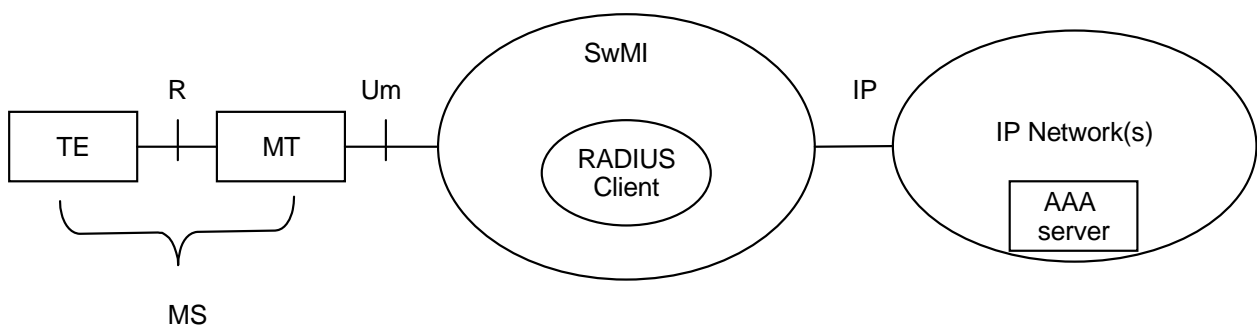 SwMI
R
Um
IP
TE
MT
RADIUS
Client
IP Network(s)
AAA
server
MS